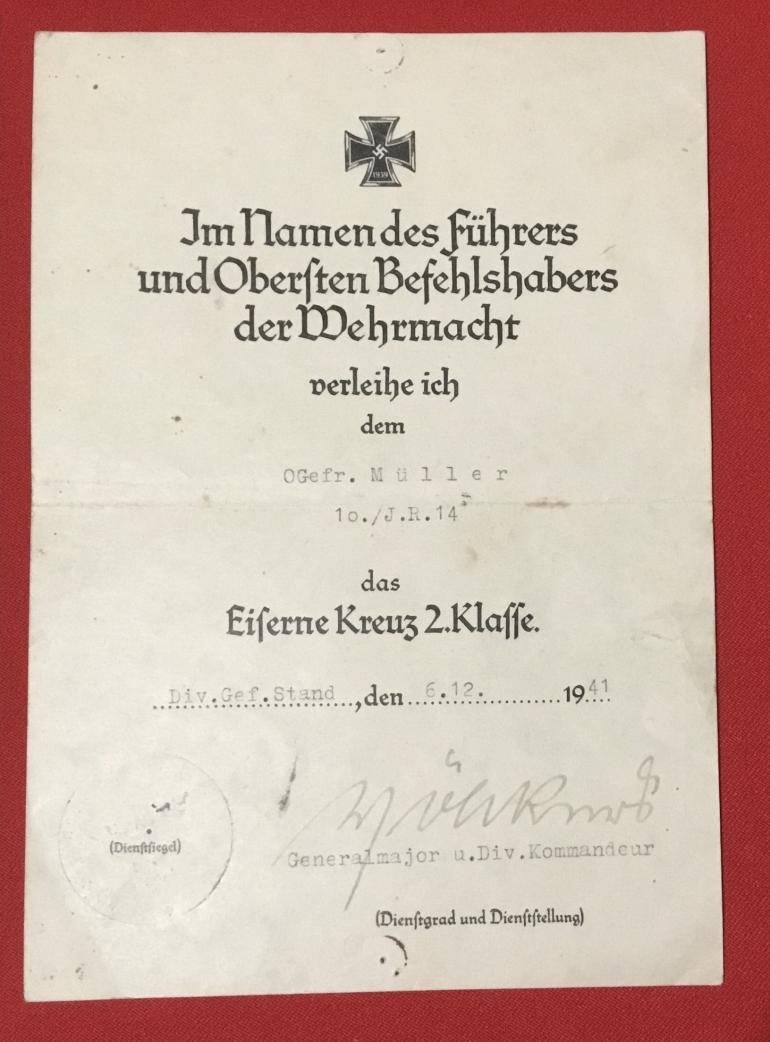 1939
Im Namen des Führers
und Oberſten Befehlshabers
der Wehrmacht
verleihe ich
dem
OGefr. M ü l l e r
1o./J.R.14
das
Eiſerne Kreuz 2.Klaſſe.
Div.Gef.Stand, den 6.12. 1941
Völckers
(Dienſtſiegel)
Generalmajor u.Div.Kommandeur
(Dienſtgrad und Dienſtſtellung)